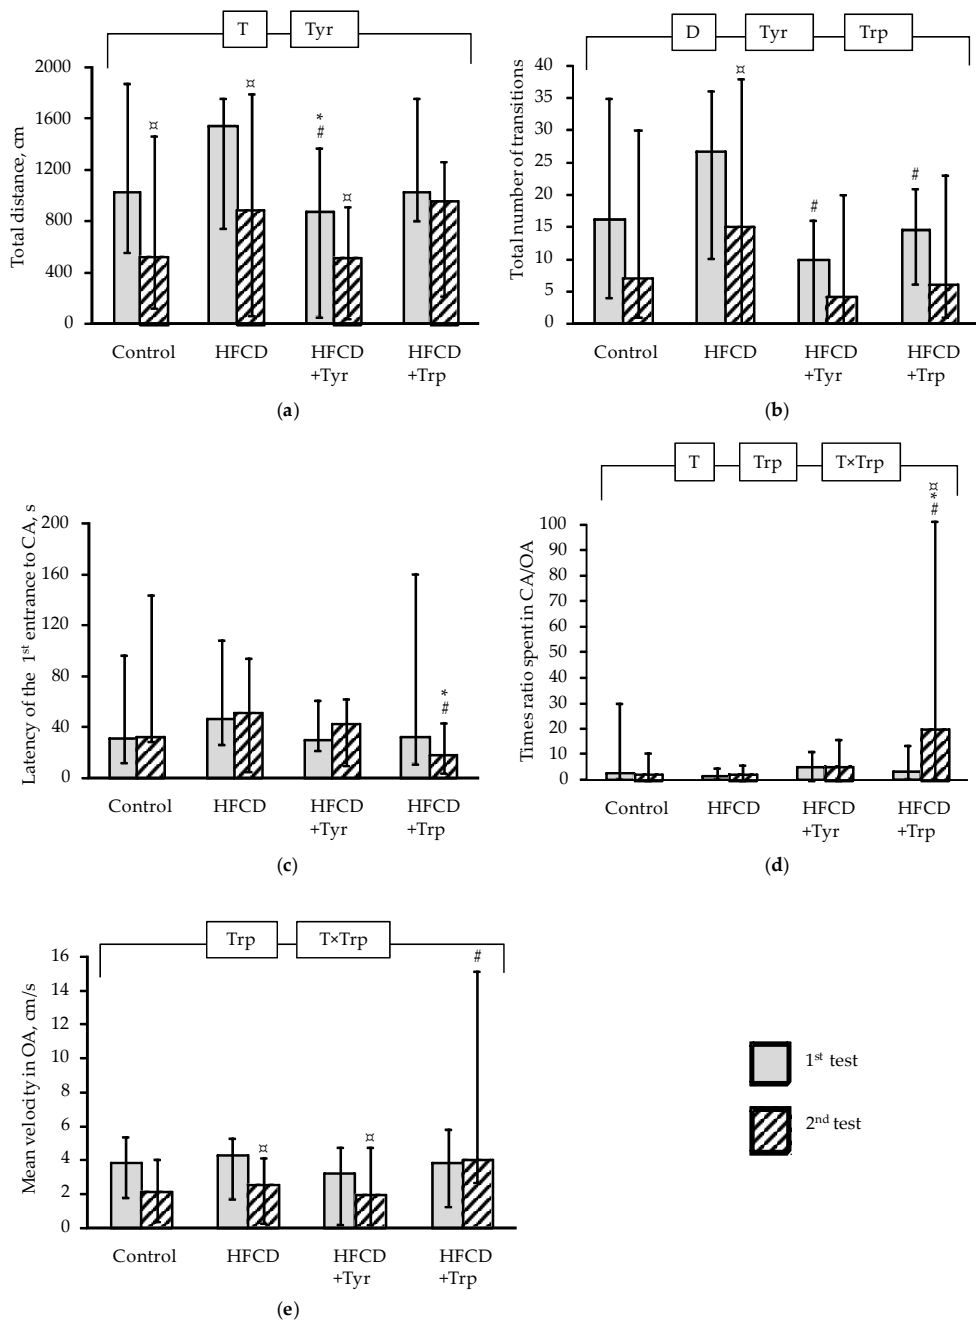 T Tyr
Total distance, cm
2000
1600
1200
800
400
0
¤
¤
*
#
¤
Control HFCD HFCD HFCD
+Tyr +Trp
(a)
D Tyr Trp
Total number of transitions
40
35
30
25
20
15
10
5
0
¤
#
#
Control HFCD HFCD HFCD
+Tyr +Trp
(b)
Latency of the 1st entrance to CA, s
200
160
120
80
40
0
*
#
Control HFCD HFCD HFCD
+Tyr +Trp
(c)
T Trp T×Trp
Times ratio spent in CA/OA
100
90
80
70
60
50
40
30
20
10
0
*¤
#
Control HFCD HFCD HFCD
+Tyr +Trp
(d)
Trp T×Trp
Mean velocity in OA, cm/s
16
14
12
10
8
6
4
2
0
¤
¤
#
Control HFCD HFCD HFCD
+Tyr +Trp
(e)
1st test
2nd test